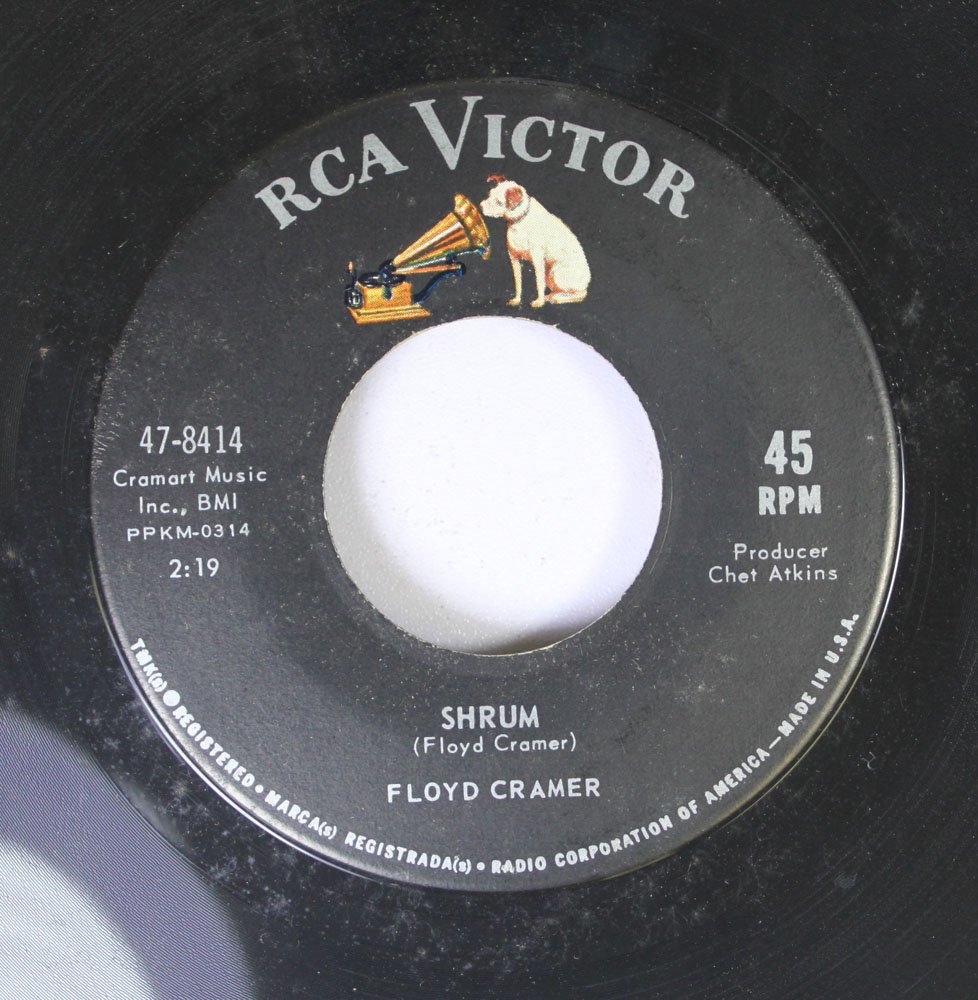 RCA VICTOR
47-8414
Cramart Music
Inc., BMI
PPKM-0314
2:19
45
RPM
Producer
Chet Atkins
SHRUM
(Floyd Cramer)
FLOYD CRAMER
TMK(s) ● REGISTERED • MARCA(s) REGISTRADA(s) • RADIO CORPORATION OF AMERICA—MADE IN U.S.A.